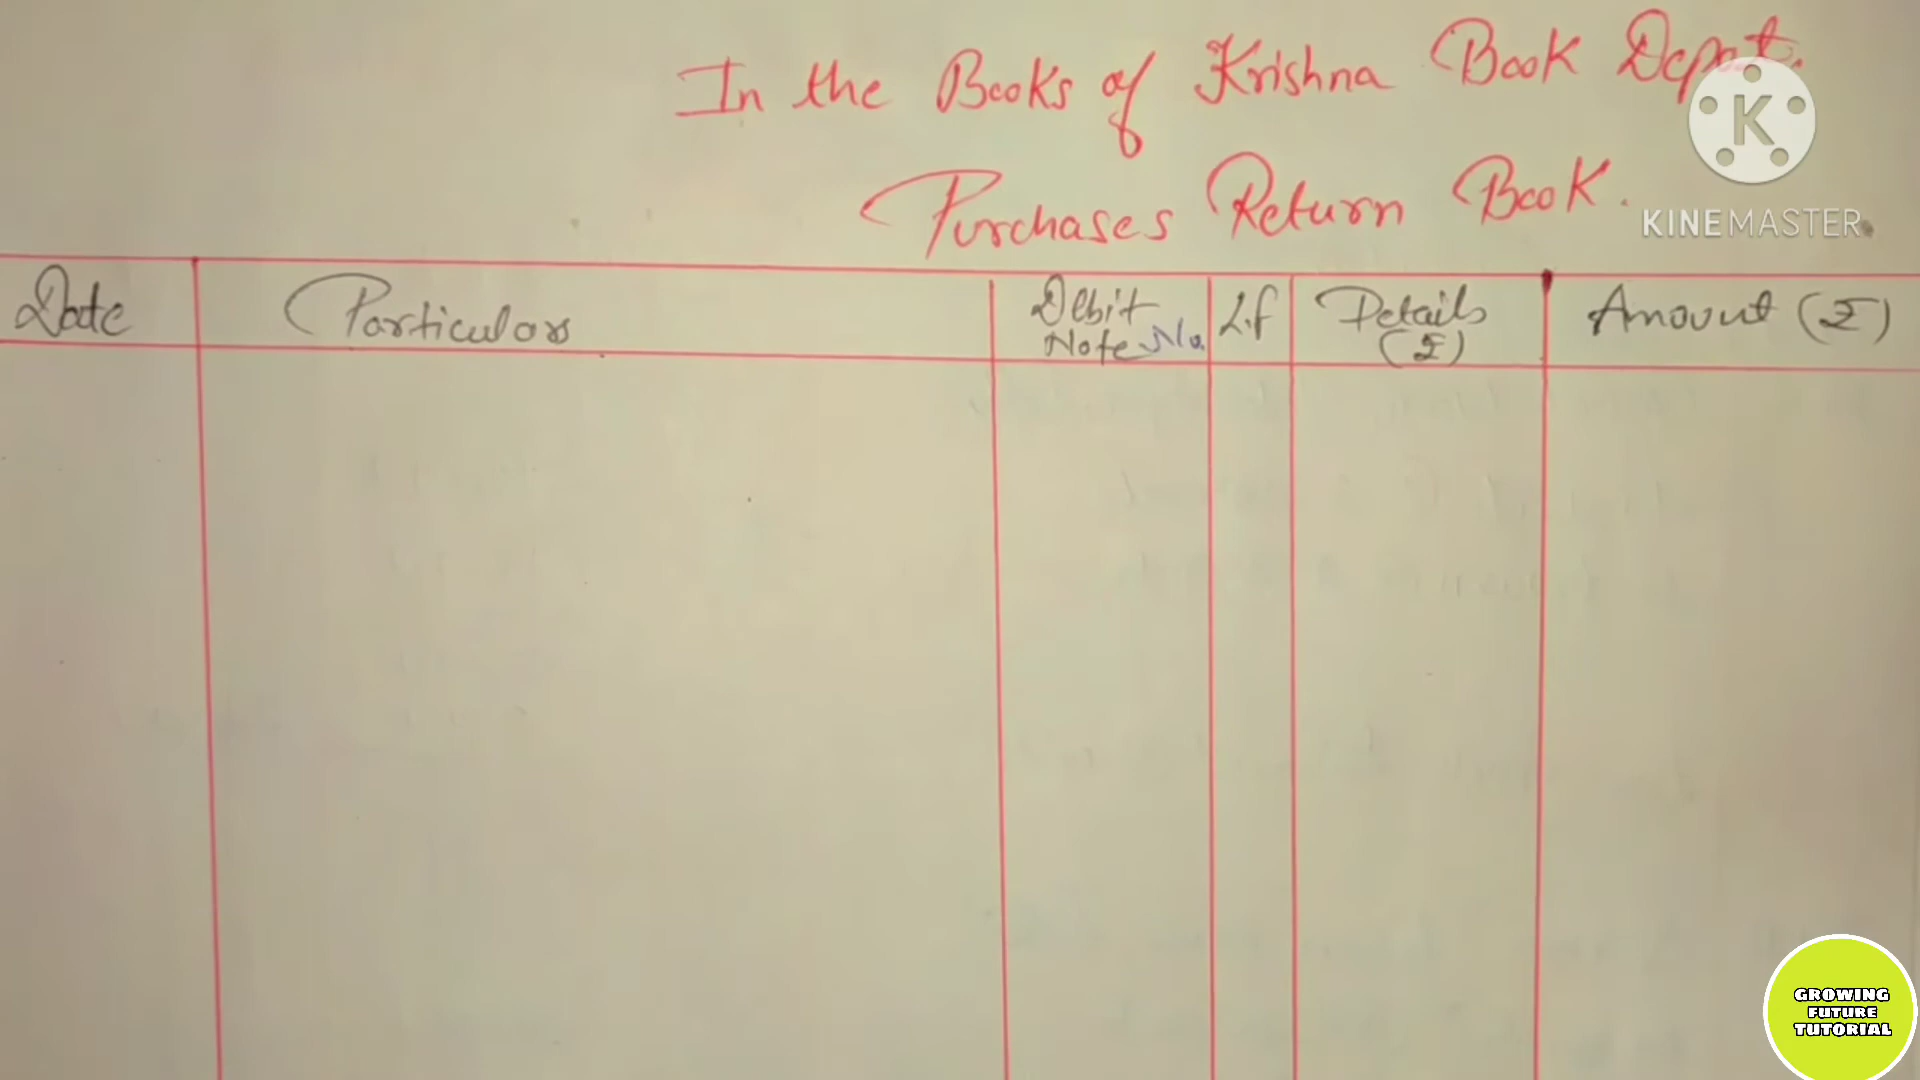 In the Books of Krishna Book Depot.
Purchases Return Book.
KINEMASTER
Date Particulars Debit Note No. L.f Details (₹) Amount (₹)
GROWING
FUTURE
TUTORIAL